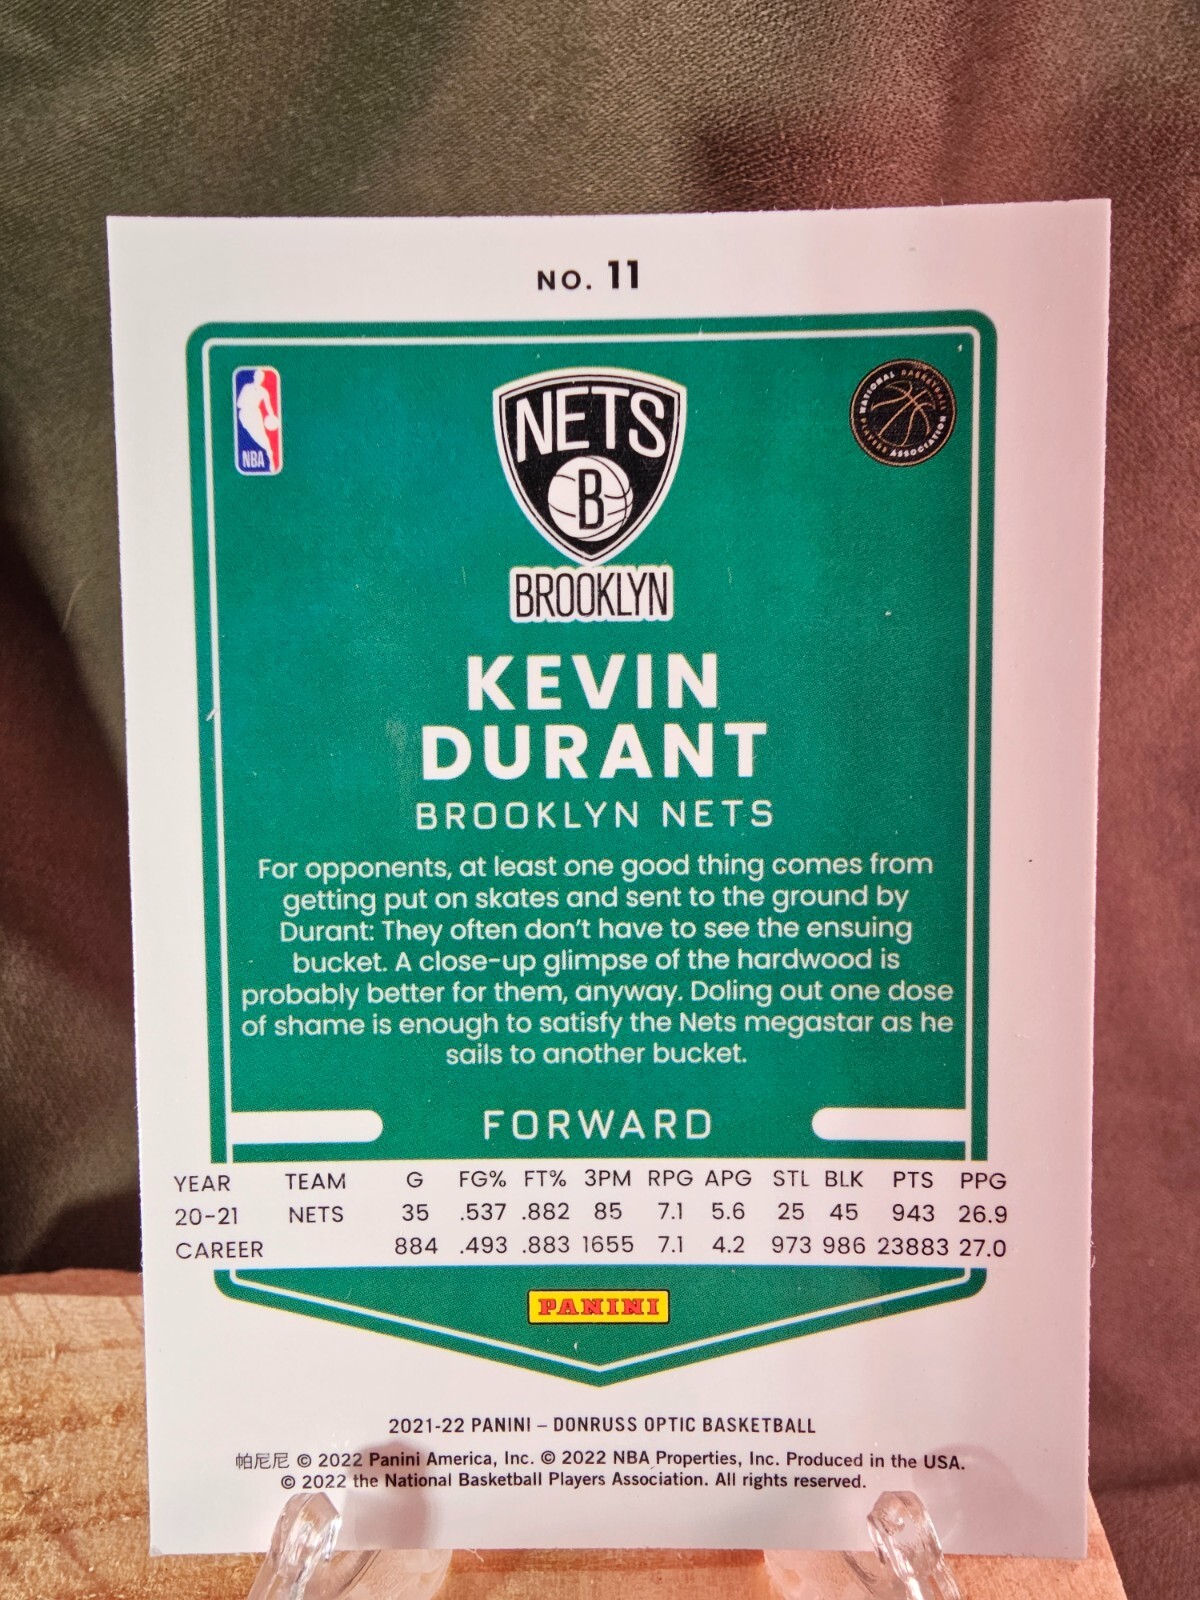 NO. 11
NBA
NETS
B
BROOKLYN
NATIONAL BASKETBALL PLAYERS ASSOCIATION
KEVIN
DURANT
BROOKLYN NETS
For opponents, at least one good thing comes from
getting put on skates and sent to the ground by
Durant: They often don't have to see the ensuing
bucket. A close-up glimpse of the hardwood is
probably better for them, anyway. Doling out one dose
of shame is enough to satisfy the Nets megastar as he
sails to another bucket.
FORWARD
YEAR TEAM G FG% FT% 3PM RPG APG STL BLK PTS PPG
20-21 NETS 35 .537 .882 85 7.1 5.6 25 45 943 26.9
CAREER 884 .493 .883 1655 7.1 4.2 973 986 23883 27.0
PANINI
2021-22 PANINI – DONRUSS OPTIC BASKETBALL
帕尼尼 © 2022 Panini America, Inc. © 2022 NBA Properties, Inc. Produced in the USA.
© 2022 the National Basketball Players Association. All rights reserved.